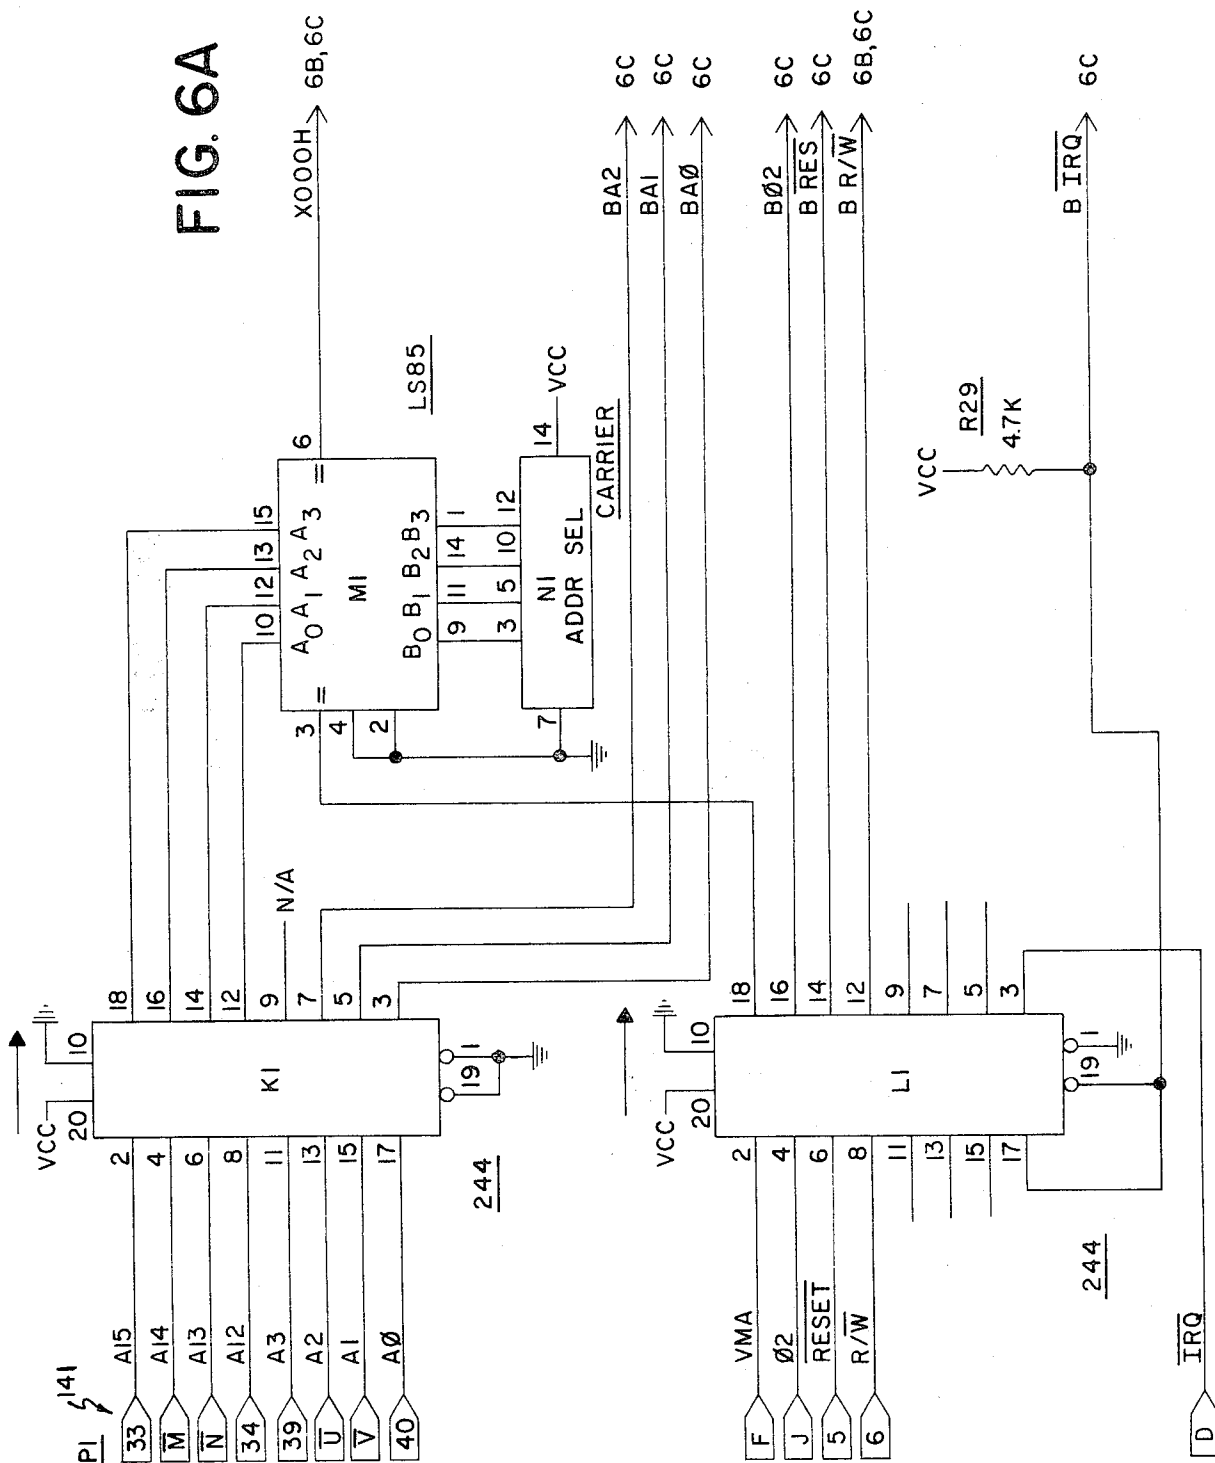 FIG. 6A
P1 141
33 A15 2 18
M̅ A14 4 16
N̅ A13 6 14
34 A12 8 12
39 A3 11 9 N/A
U̅ A2 13 7
V̅ A1 15 5
40 AØ 17 3
VCC 20 10
K1
19 1
244
15 13 12 10
A3 A2 A1 A0
= 6 X000H 6B,6C
3 =
4
2
M1
LS85
B0 B1 B2 B3
9 11 14 1
3 5 10 12
N1
ADDR SEL
7
14 VCC
CARRIER
BA2 6C
BA1 6C
BAØ 6C
F VMA 2 18
J Ø2 4 16 BØ2 6C
5 R̅E̅S̅E̅T̅ 6 14 B R̅E̅S̅ 6C
6 R/W̅ 8 12 B R/W̅ 6B,6C
11 9
13 7
15 5
17 3
VCC 20 10
L1
19 1
244
VCC
R29
4.7K
B I̅R̅Q̅ 6C
D I̅R̅Q̅